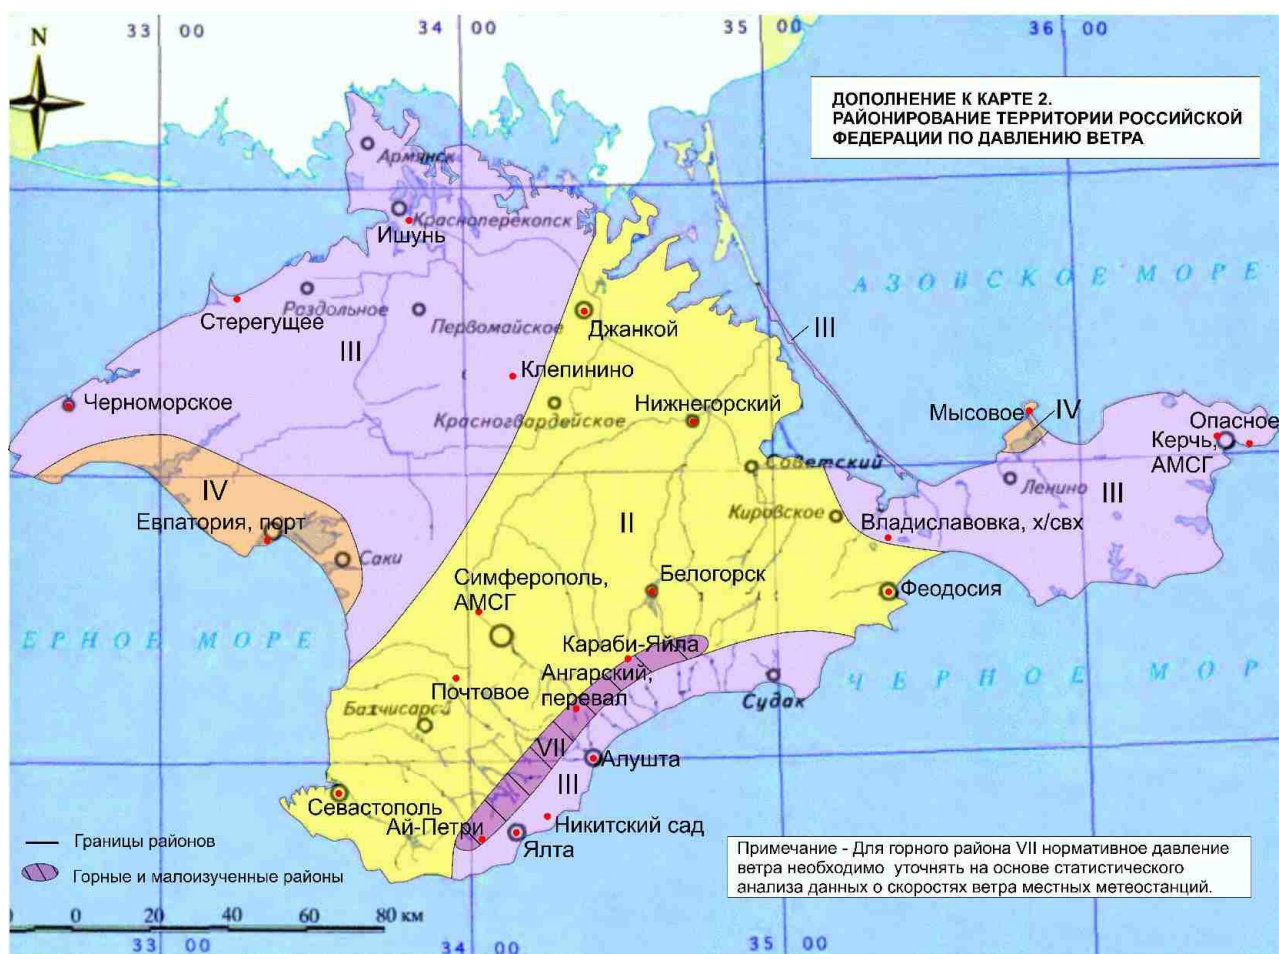 33 00
34 00
35 00
36 00
N
ДОПОЛНЕНИЕ К КАРТЕ 2.
РАЙОНИРОВАНИЕ ТЕРРИТОРИИ РОССИЙСКОЙ
ФЕДЕРАЦИИ ПО ДАВЛЕНИЮ ВЕТРА
Армянск
Красноперекопск
Ишунь
АЗОВСКОЕ МОРЕ
Раздольное
Стерегущее
Первомайское
Джанкой
III
III
Клепинино
Черноморское
Красногвардейское
Нижнегорский
Мысовое
IV
Опасное
Керчь,
АМСГ
Советский
Ленино
III
IV
Евпатория, порт
II
Кировское
Владиславовка, х/свх
Саки
Симферополь,
АМСГ
Белогорск
Феодосия
ЕРНОЕ МОРЕ
Караби-Яйла
Ангарский,
перевал
Почтовое
Бахчисарай
Судак
ЧЕРНОЕ МОР
VII
Алушта
III
Севастополь
Ай-Петри
Никитский сад
Ялта
Границы районов
Горные и малоизученные районы
Примечание - Для горного района VII нормативное давление
ветра необходимо уточнять на основе статистического
анализа данных о скоростях ветра местных метеостанций.
0 20 40 60 80 км
33 00
34 00
35 00